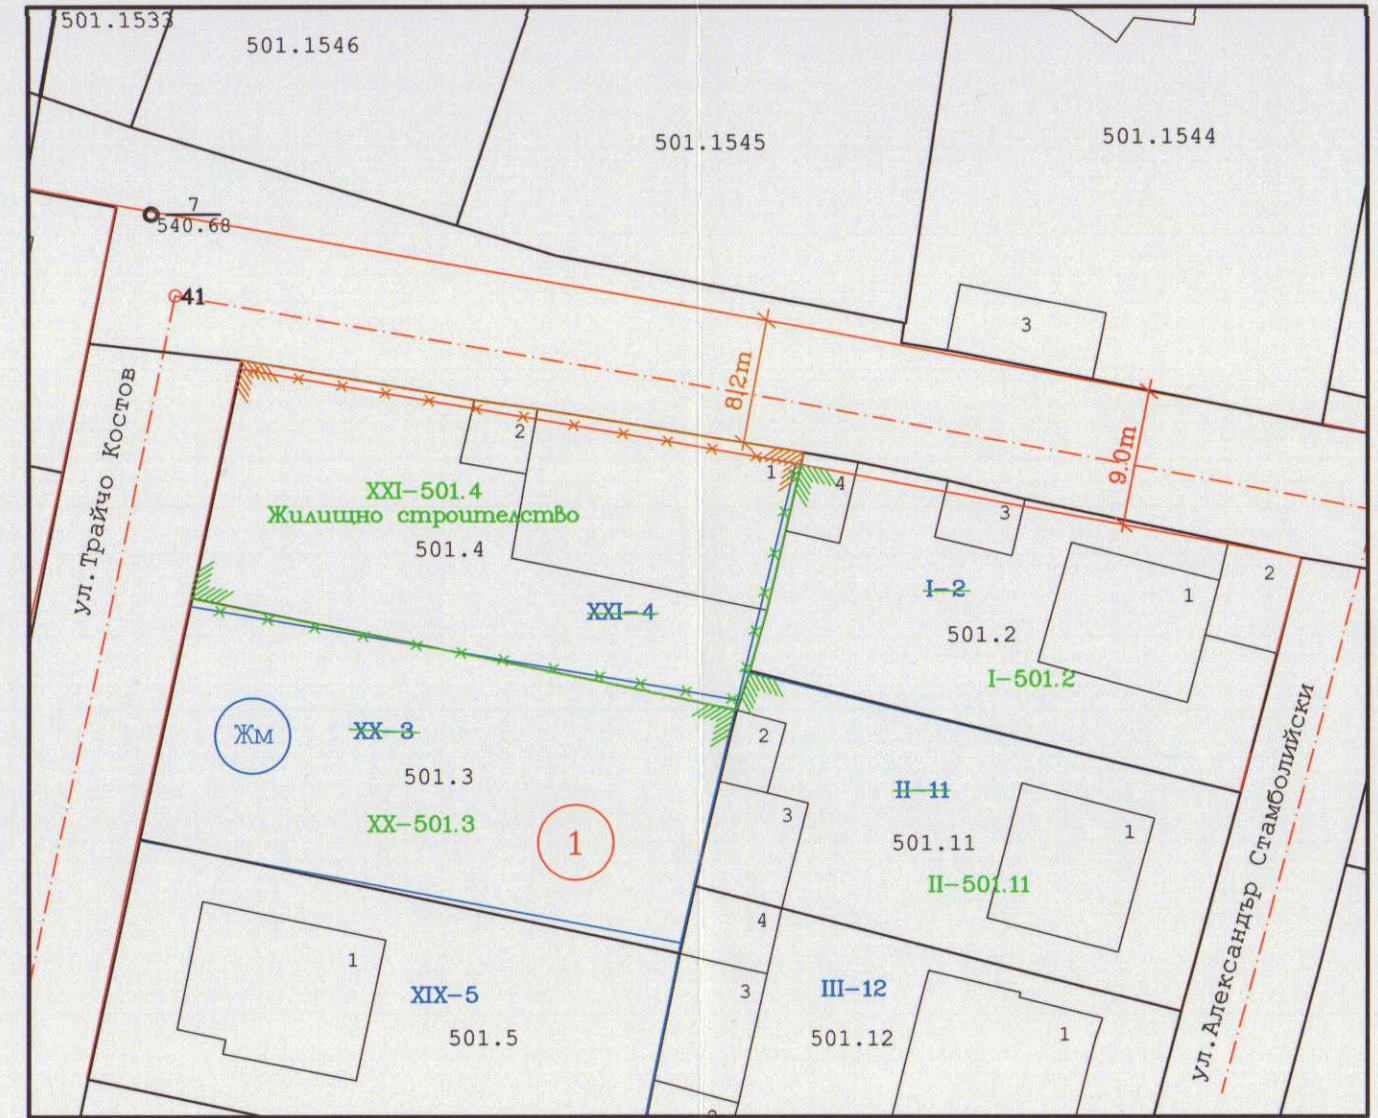 501.1533
501.1546
501.1545
501.1544
7
540.68
41
3
8.2m
9.0m
ул.Трайчо Костов
2
1
4
3
XXI-501.4
Жилищно строителство
501.4
XXI-4
I-2
501.2
I-501.2
1
2
Жм
XX-3
501.3
XX-501.3
1
2
3
II-11
501.11
II-501.11
1
ул.Александър Стамболийски
1
XIX-5
501.5
4
3
III-12
501.12
1